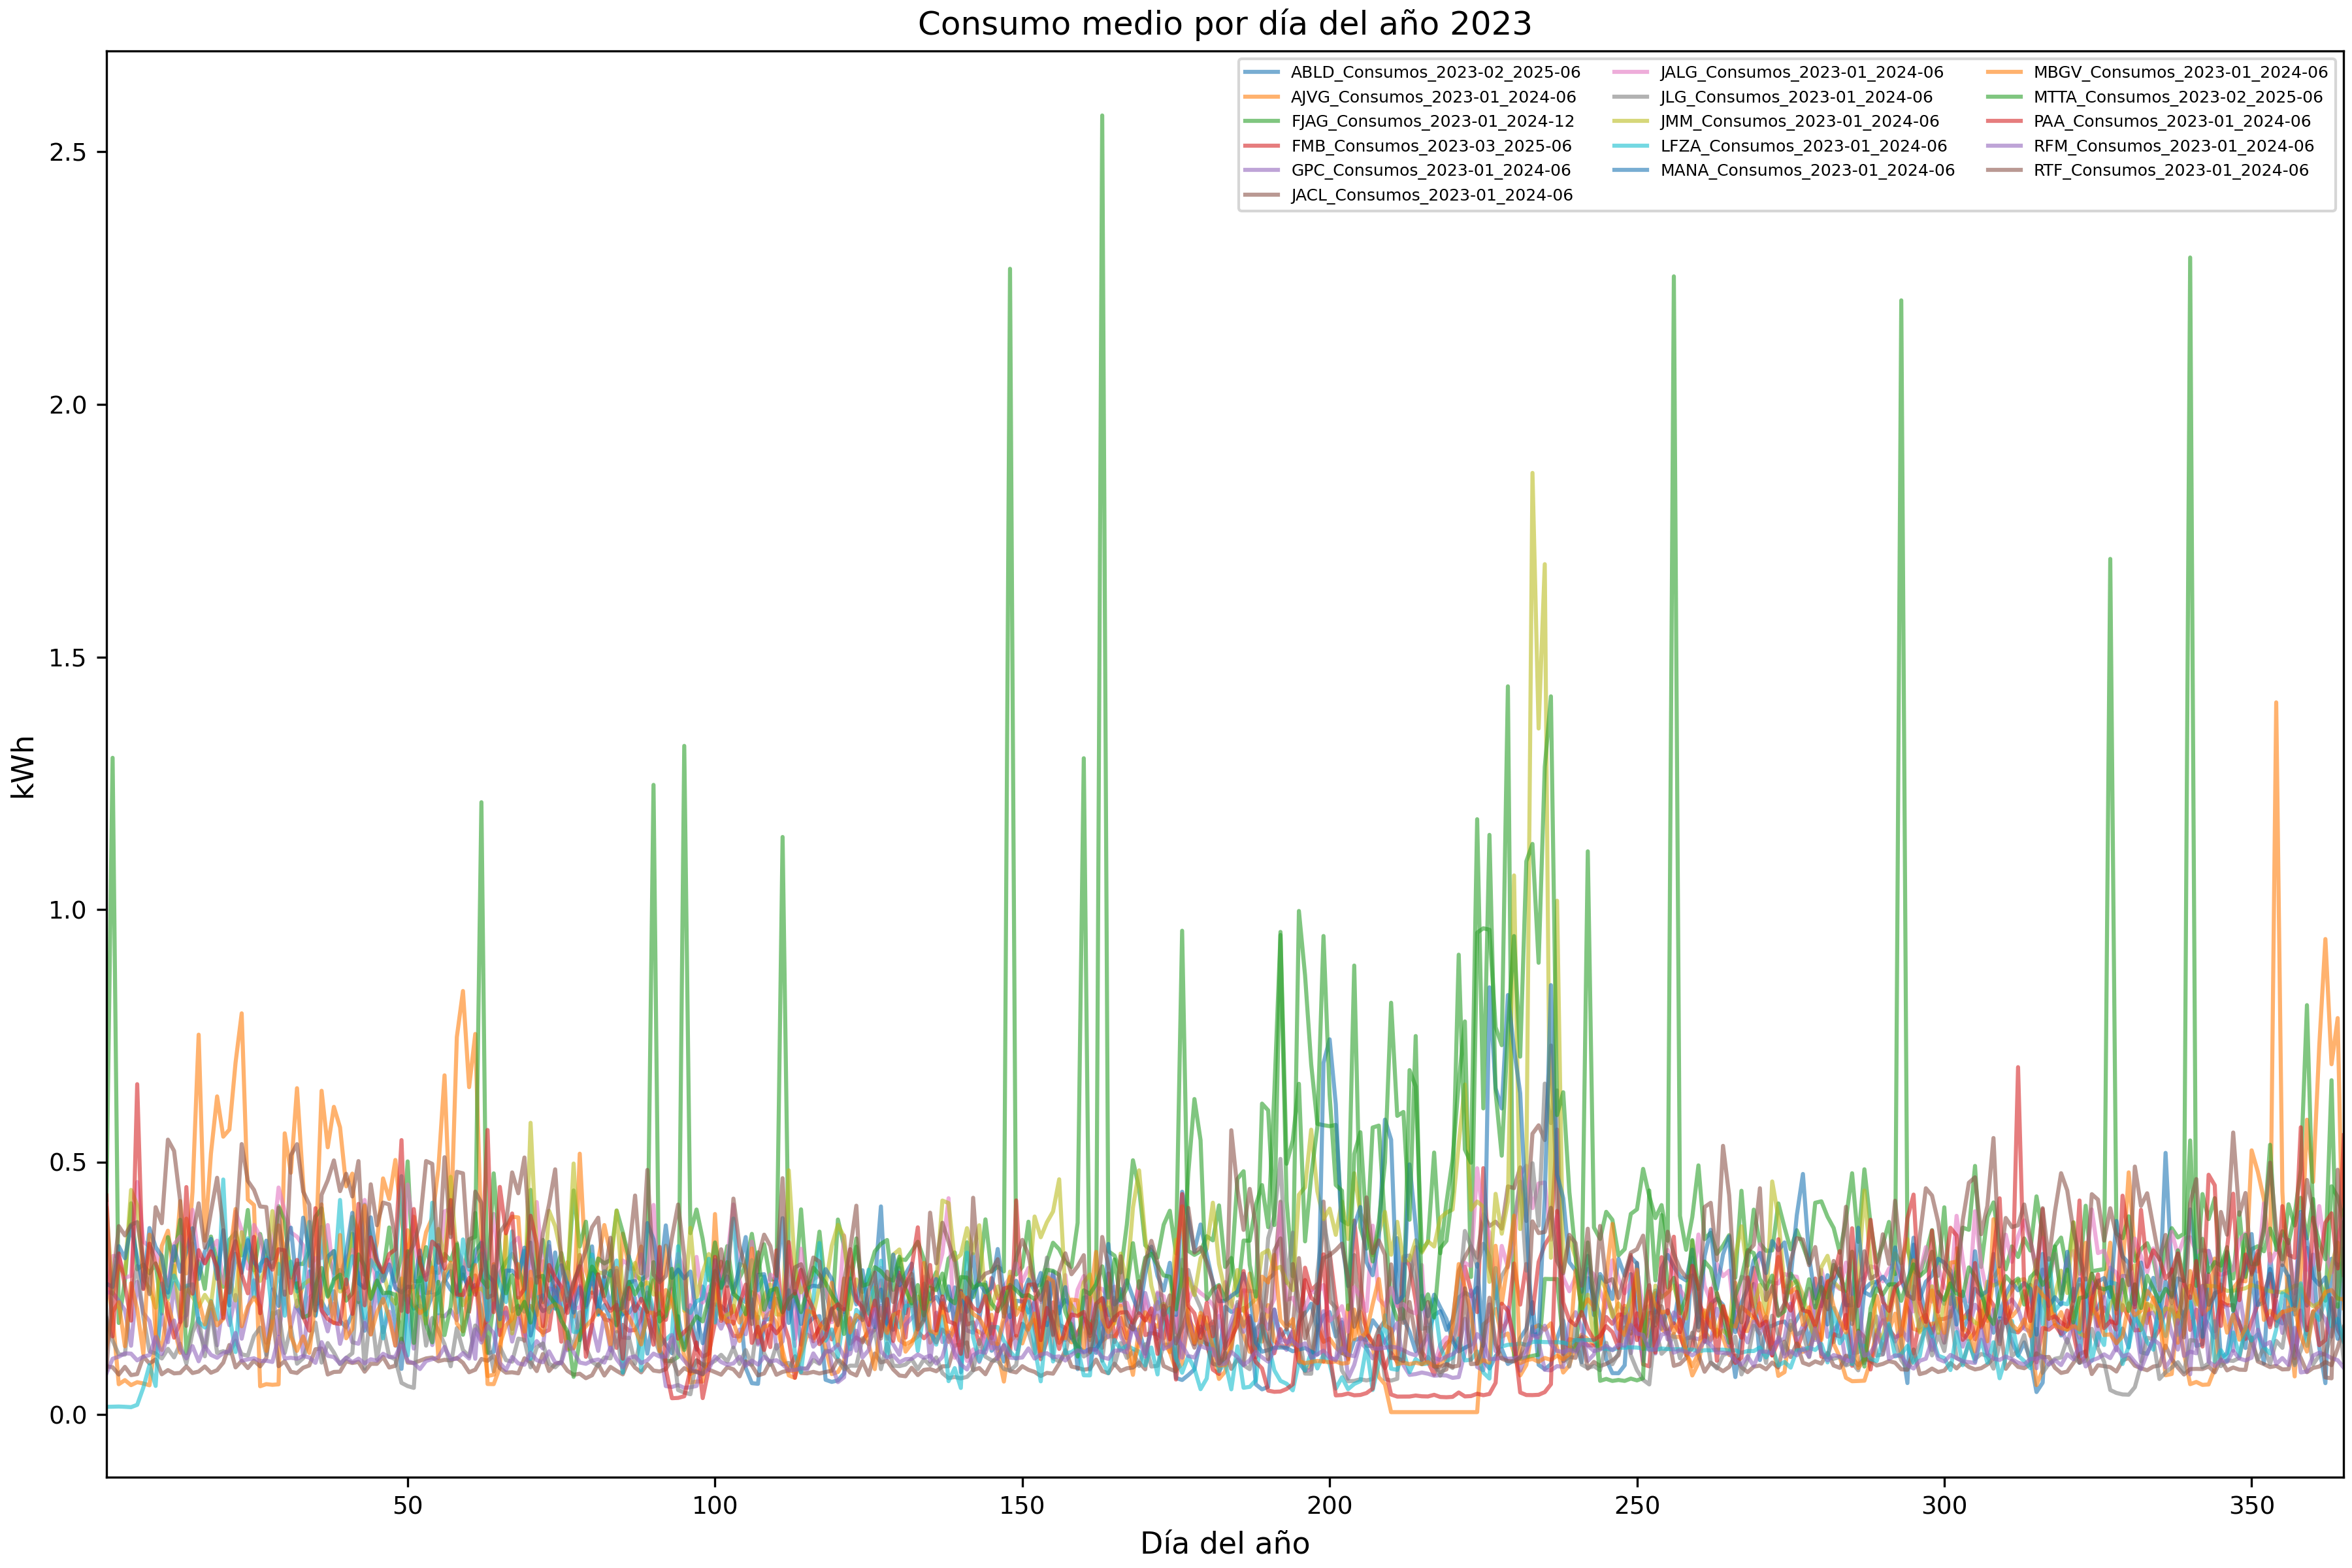 Consumo medio por día del año 2023
ABLD_Consumos_2023-02_2025-06
AJVG_Consumos_2023-01_2024-06
FJAG_Consumos_2023-01_2024-12
FMB_Consumos_2023-03_2025-06
GPC_Consumos_2023-01_2024-06
JACL_Consumos_2023-01_2024-06
JALG_Consumos_2023-01_2024-06
JLG_Consumos_2023-01_2024-06
JMM_Consumos_2023-01_2024-06
LFZA_Consumos_2023-01_2024-06
MANA_Consumos_2023-01_2024-06
MBGV_Consumos_2023-01_2024-06
MTTA_Consumos_2023-02_2025-06
PAA_Consumos_2023-01_2024-06
RFM_Consumos_2023-01_2024-06
RTF_Consumos_2023-01_2024-06
kWh
2.5
2.0
1.5
1.0
0.5
0.0
50 100 150 200 250 300 350
Día del año